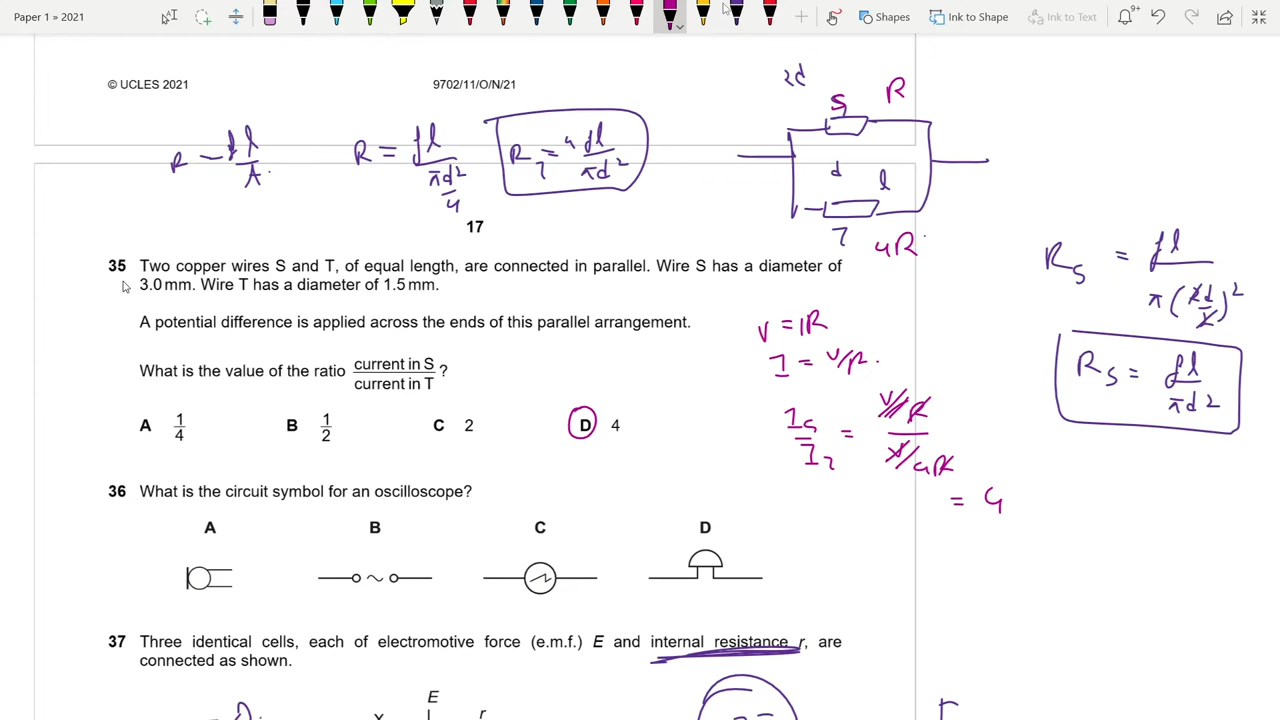 Paper 1 » 2021
Shapes
Ink to Shape
Ink to Text
9+
© UCLES 2021
9702/11/O/N/21
R = ρl/A.
R = ρl / πd²/4
R_T = 4ρl/πd²
2d
S R
d l
T 4R
17
35 Two copper wires S and T, of equal length, are connected in parallel. Wire S has a diameter of
3.0 mm. Wire T has a diameter of 1.5 mm.
A potential difference is applied across the ends of this parallel arrangement.
What is the value of the ratio current in S / current in T ?
A 1/4 B 1/2 C 2 D 4
R_S = ρl / π(2d/2)²
R_S = ρl/πd²
V = IR
I = V/R.
I_S/I_T = V/R / V/4R
= 4
36 What is the circuit symbol for an oscilloscope?
A B C D
37 Three identical cells, each of electromotive force (e.m.f.) E and internal resistance r, are
connected as shown.
E
r